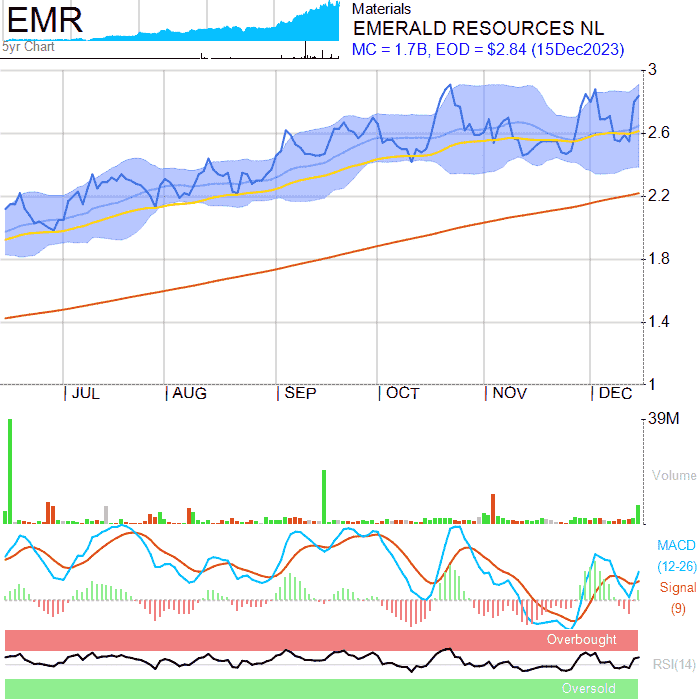 EMR
5yr Chart
Materials
EMERALD RESOURCES NL
MC = 1.7B, EOD = $2.84 (15Dec2023)
3
2.6
2.2
1.8
1.4
1
JUL AUG SEP OCT NOV DEC
39M
Volume
MACD
(12-26)
Signal
(9)
Overbought
RSI(14)
Oversold